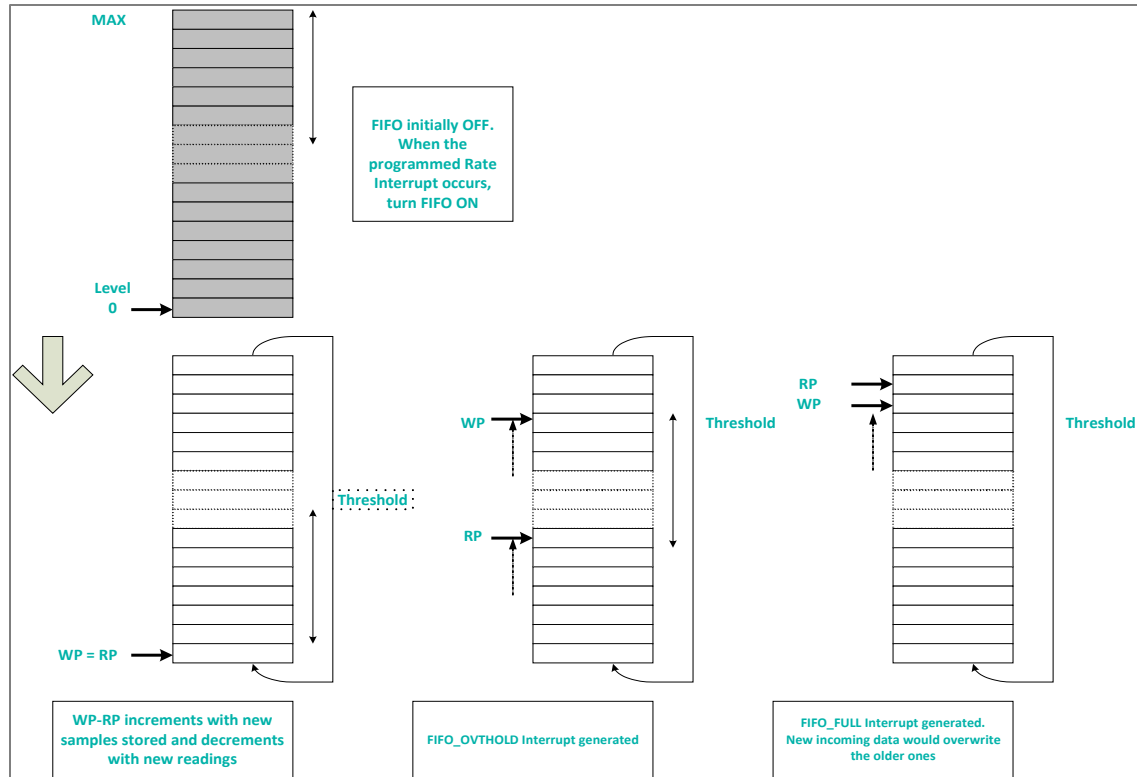 MAX
FIFO initially OFF.
When the
programmed Rate
Interrupt occurs,
turn FIFO ON
Level
0
Threshold
WP = RP
WP
RP
Threshold
RP
WP
Threshold
WP-RP increments with new
samples stored and decrements
with new readings
FIFO_OVTHOLD Interrupt generated
FIFO_FULL Interrupt generated.
New incoming data would overwrite
the older ones